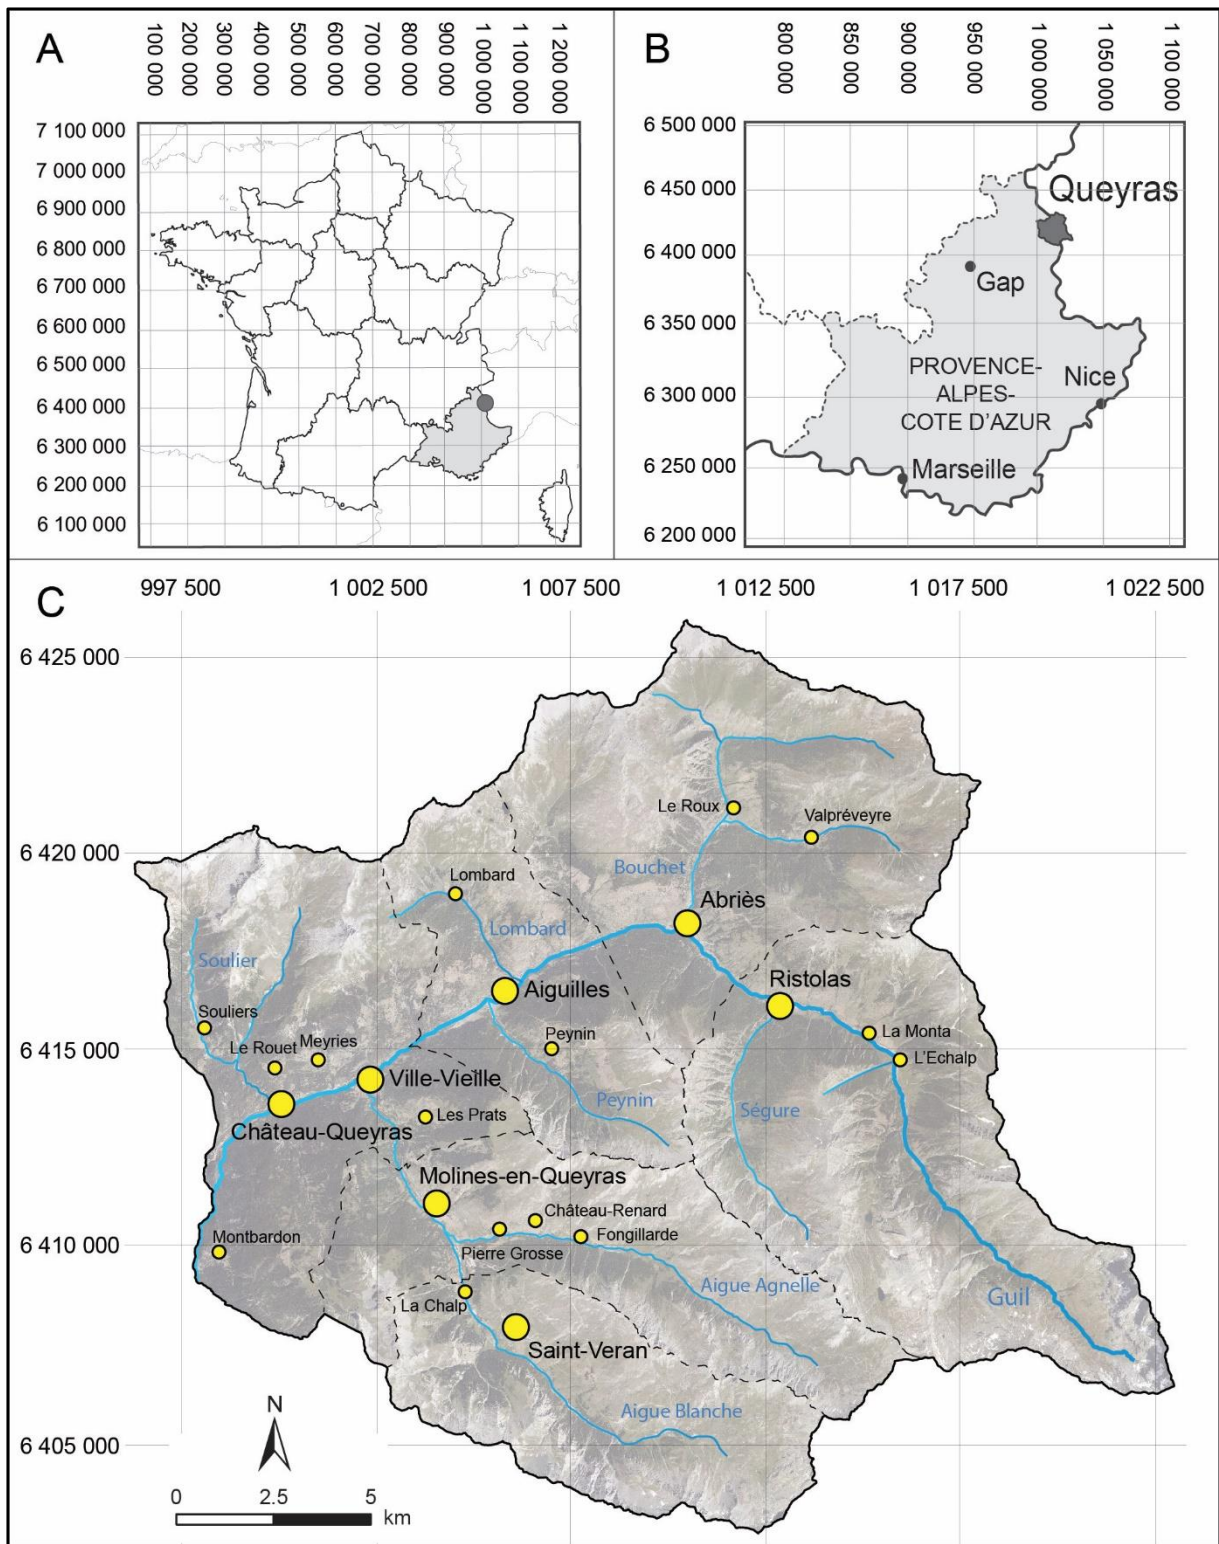 A
100 000
200 000
300 000
400 000
500 000
600 000
700 000
800 000
900 000
1 000 000
1 100 000
1 200 000
7 100 000
7 000 000
6 900 000
6 800 000
6 700 000
6 600 000
6 500 000
6 400 000
6 300 000
6 200 000
6 100 000
B
800 000
850 000
900 000
950 000
1 000 000
1 050 000
1 100 000
6 500 000
6 450 000
6 400 000
6 350 000
6 300 000
6 250 000
6 200 000
Queyras
Gap
PROVENCE-
ALPES-
COTE D'AZUR
Nice
Marseille
C
997 500
1 002 500
1 007 500
1 012 500
1 017 500
1 022 500
6 425 000
6 420 000
6 415 000
6 410 000
6 405 000
Le Roux
Valpréveyre
Bouchet
Lombard
Abriès
Lombard
Soulier
Ristolas
Aiguilles
Souliers
La Monta
Le Rouet
Meyries
Peynin
L'Echalp
Ville-Vieille
Peynin
Ségure
Les Prats
Château-Queyras
Molines-en-Queyras
Château-Renard
Montbardon
Fongillarde
Pierre Grosse
Aigue Agnelle
Guil
La Chalp
Saint-Veran
Aigue Blanche
N
0
2.5
5
km